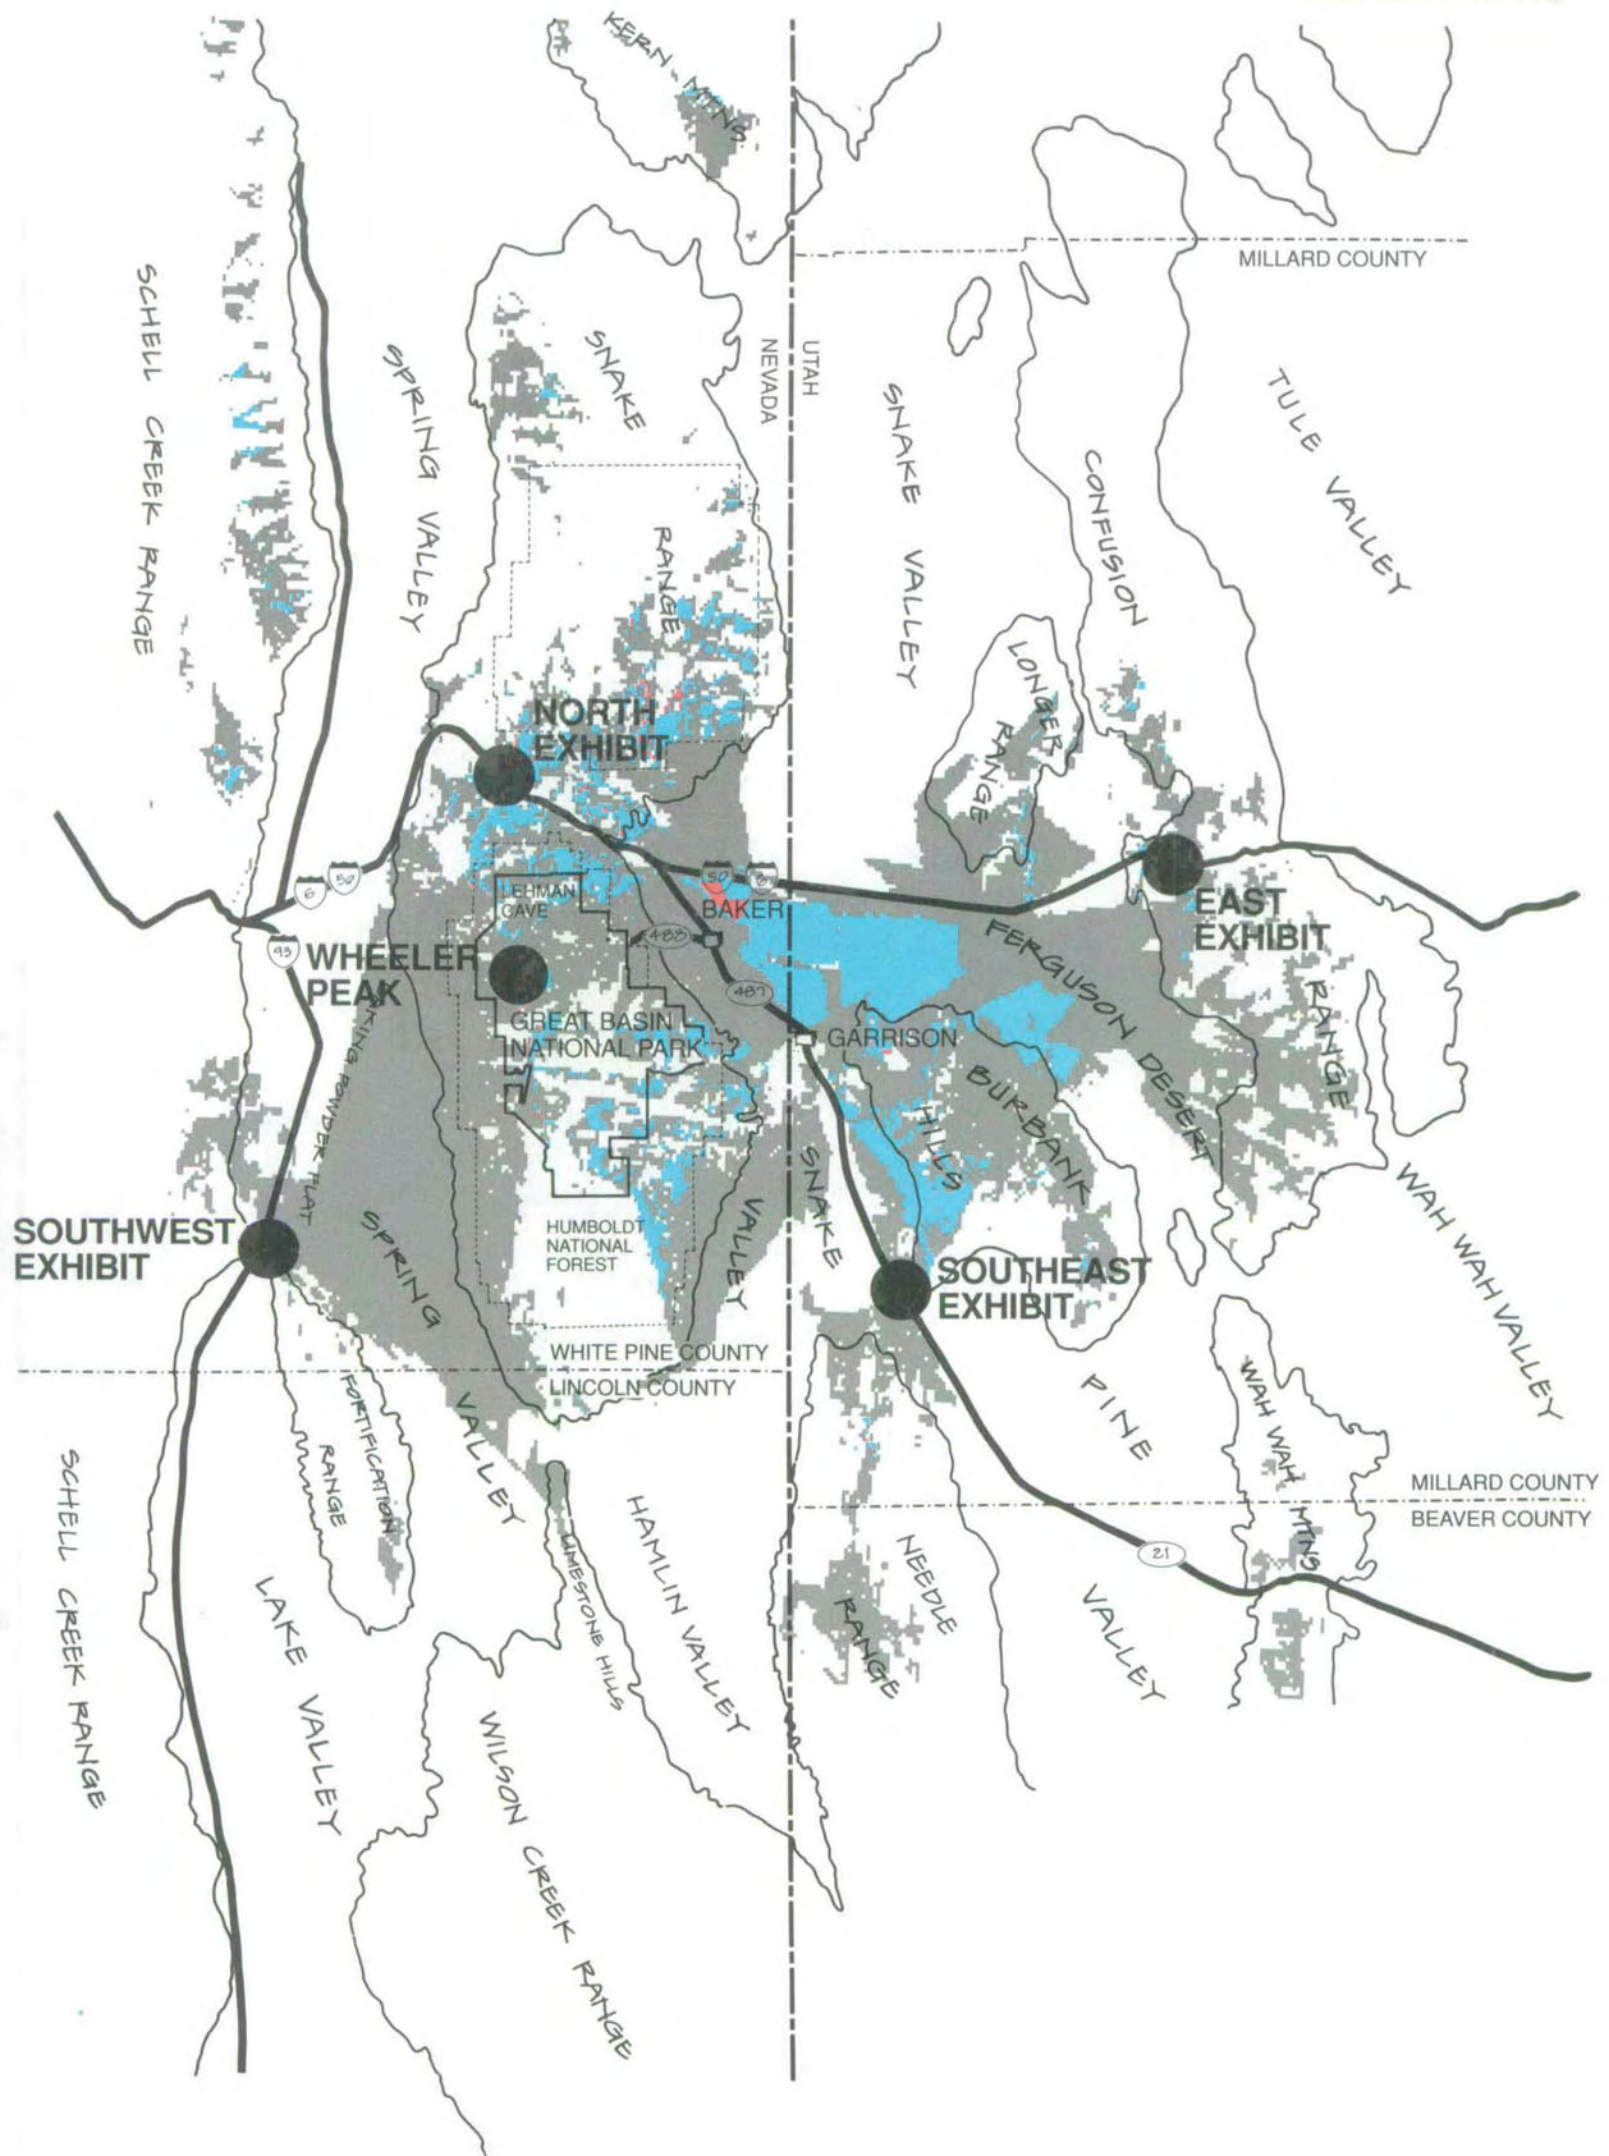 KERN MTNS
MILLARD COUNTY
SCHELL CREEK RANGE
SPRING VALLEY
SNAKE
RANGE
NEVADA
UTAH
SNAKE VALLEY
CONFUSION
RANGE
TULE VALLEY
LONGER
RANGE
NORTH
EXHIBIT
6
50
50
6
93
LEHMAN
CAVE
BAKER
488
487
WHEELER
PEAK
GREAT BASIN
NATIONAL PARK
EAST
EXHIBIT
FERGUSON DESERT
GARRISON
BURBANK
HILLS
SNAKE
VALLEY
WAH WAH VALLEY
SOUTHWEST
EXHIBIT
SPRING
VALLEY
HUMBOLDT
NATIONAL
FOREST
SOUTHEAST
EXHIBIT
WHITE PINE COUNTY
LINCOLN COUNTY
FORTIFICATION
RANGE
PINE
VALLEY
WAH WAH MTNS
MILLARD COUNTY
BEAVER COUNTY
21
SCHELL CREEK RANGE
LAKE VALLEY
LIMESTONE HILLS
HAMLIN VALLEY
NEEDLE
RANGE
WILSON CREEK RANGE